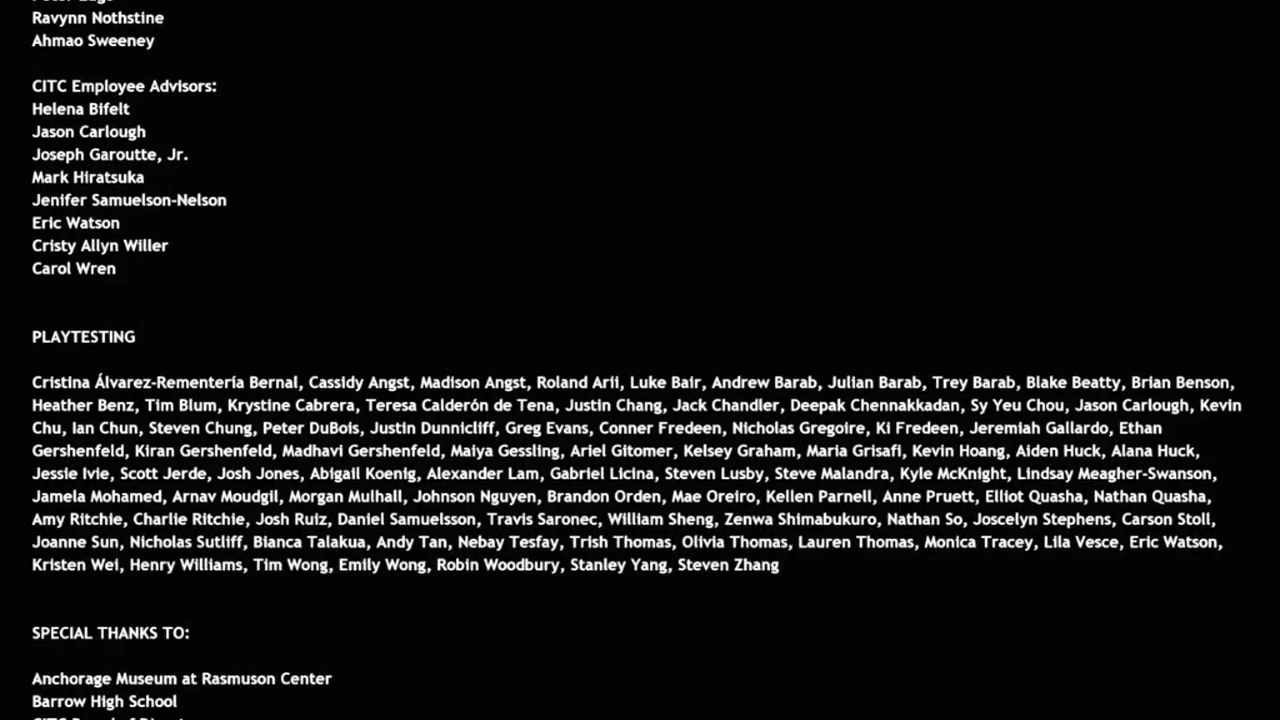 Ravynn Nothstine
Ahmao Sweeney
CITC Employee Advisors:
Helena Bifelt
Jason Carlough
Joseph Garoutte, Jr.
Mark Hiratsuka
Jenifer Samuelson-Nelson
Eric Watson
Cristy Allyn Willer
Carol Wren
PLAYTESTING
Cristina Álvarez-Rementería Bernal, Cassidy Angst, Madison Angst, Roland Arii, Luke Bair, Andrew Barab, Julian Barab, Trey Barab, Blake Beatty, Brian Benson,
Heather Benz, Tim Blum, Krystine Cabrera, Teresa Calderón de Tena, Justin Chang, Jack Chandler, Deepak Chennakkadan, Sy Yeu Chou, Jason Carlough, Kevin
Chu, Ian Chun, Steven Chung, Peter DuBois, Justin Dunnicliff, Greg Evans, Conner Fredeen, Nicholas Gregoire, Ki Fredeen, Jeremiah Gallardo, Ethan
Gershenfeld, Kiran Gershenfeld, Madhavi Gershenfeld, Maiya Gessling, Ariel Gitomer, Kelsey Graham, Maria Grisafi, Kevin Hoang, Aiden Huck, Alana Huck,
Jessie Ivie, Scott Jerde, Josh Jones, Abigail Koenig, Alexander Lam, Gabriel Licina, Steven Lusby, Steve Malandra, Kyle McKnight, Lindsay Meagher-Swanson,
Jamela Mohamed, Arnav Moudgil, Morgan Mulhall, Johnson Nguyen, Brandon Orden, Mae Oreiro, Kellen Parnell, Anne Pruett, Elliot Quasha, Nathan Quasha,
Amy Ritchie, Charlie Ritchie, Josh Ruiz, Daniel Samuelsson, Travis Saronec, William Sheng, Zenwa Shimabukuro, Nathan So, Joscelyn Stephens, Carson Stoll,
Joanne Sun, Nicholas Sutliff, Bianca Talakua, Andy Tan, Nebay Tesfay, Trish Thomas, Olivia Thomas, Lauren Thomas, Monica Tracey, Lila Vesce, Eric Watson,
Kristen Wei, Henry Williams, Tim Wong, Emily Wong, Robin Woodbury, Stanley Yang, Steven Zhang
SPECIAL THANKS TO:
Anchorage Museum at Rasmuson Center
Barrow High School